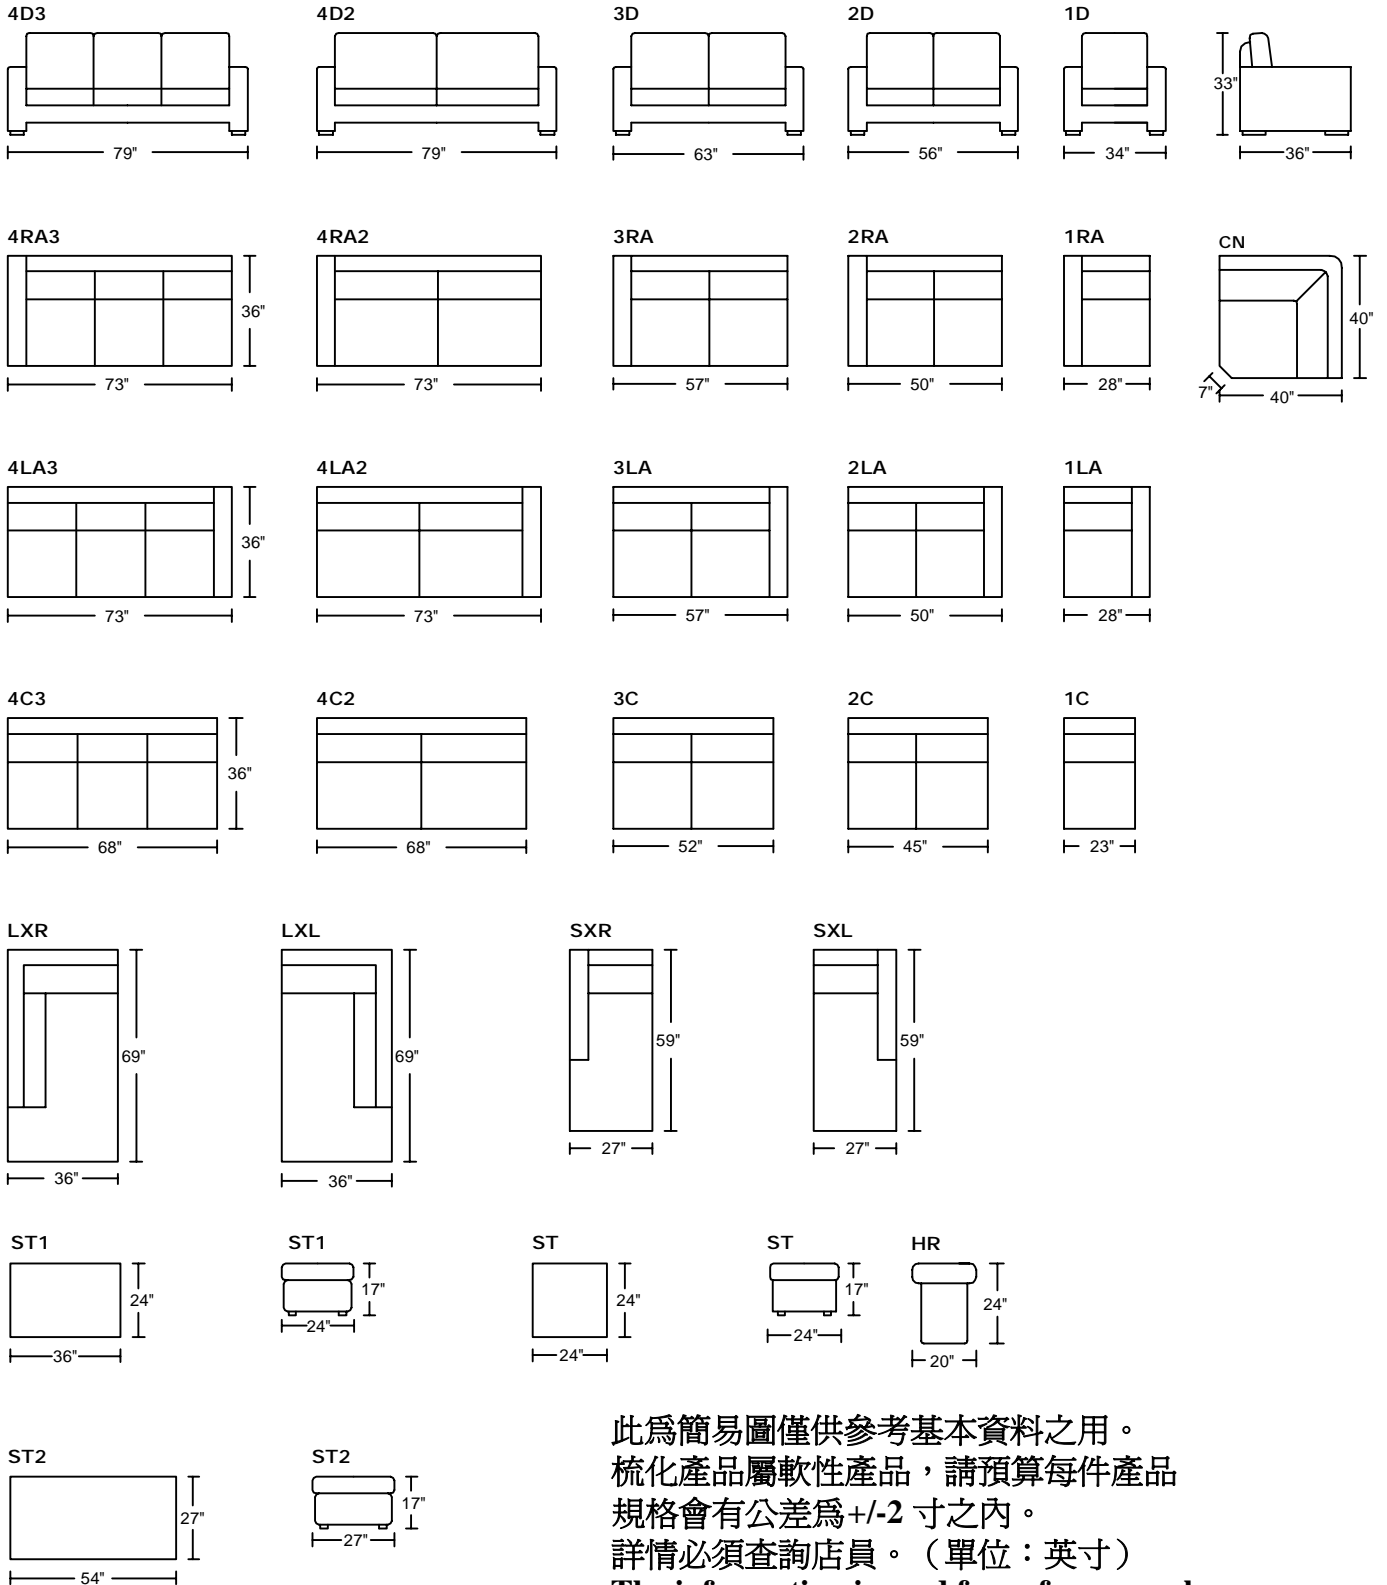 4D3 4D2 3D 2D 1D
33"
79" 79" 63" 56" 34" 36"
4RA3 4RA2 3RA 2RA 1RA CN
36" 40"
73" 73" 57" 50" 28" 7" 40"
4LA3 4LA2 3LA 2LA 1LA
36"
73" 73" 57" 50" 28"
4C3 4C2 3C 2C 1C
36"
68" 68" 52" 45" 23"
LXR LXL SXR SXL
69" 69" 59" 59"
36" 36" 27" 27"
ST1 ST1 ST ST HR
24" 17" 24" 17" 24"
36" 24" 24" 24" 20"
ST2 ST2
27" 17"
54" 27"
此爲簡易圖僅供參考基本資料之用。
梳化產品屬軟性產品，請預算每件產品
規格會有公差爲+/-2 寸之內。
詳情必須查詢店員。（單位：英寸）